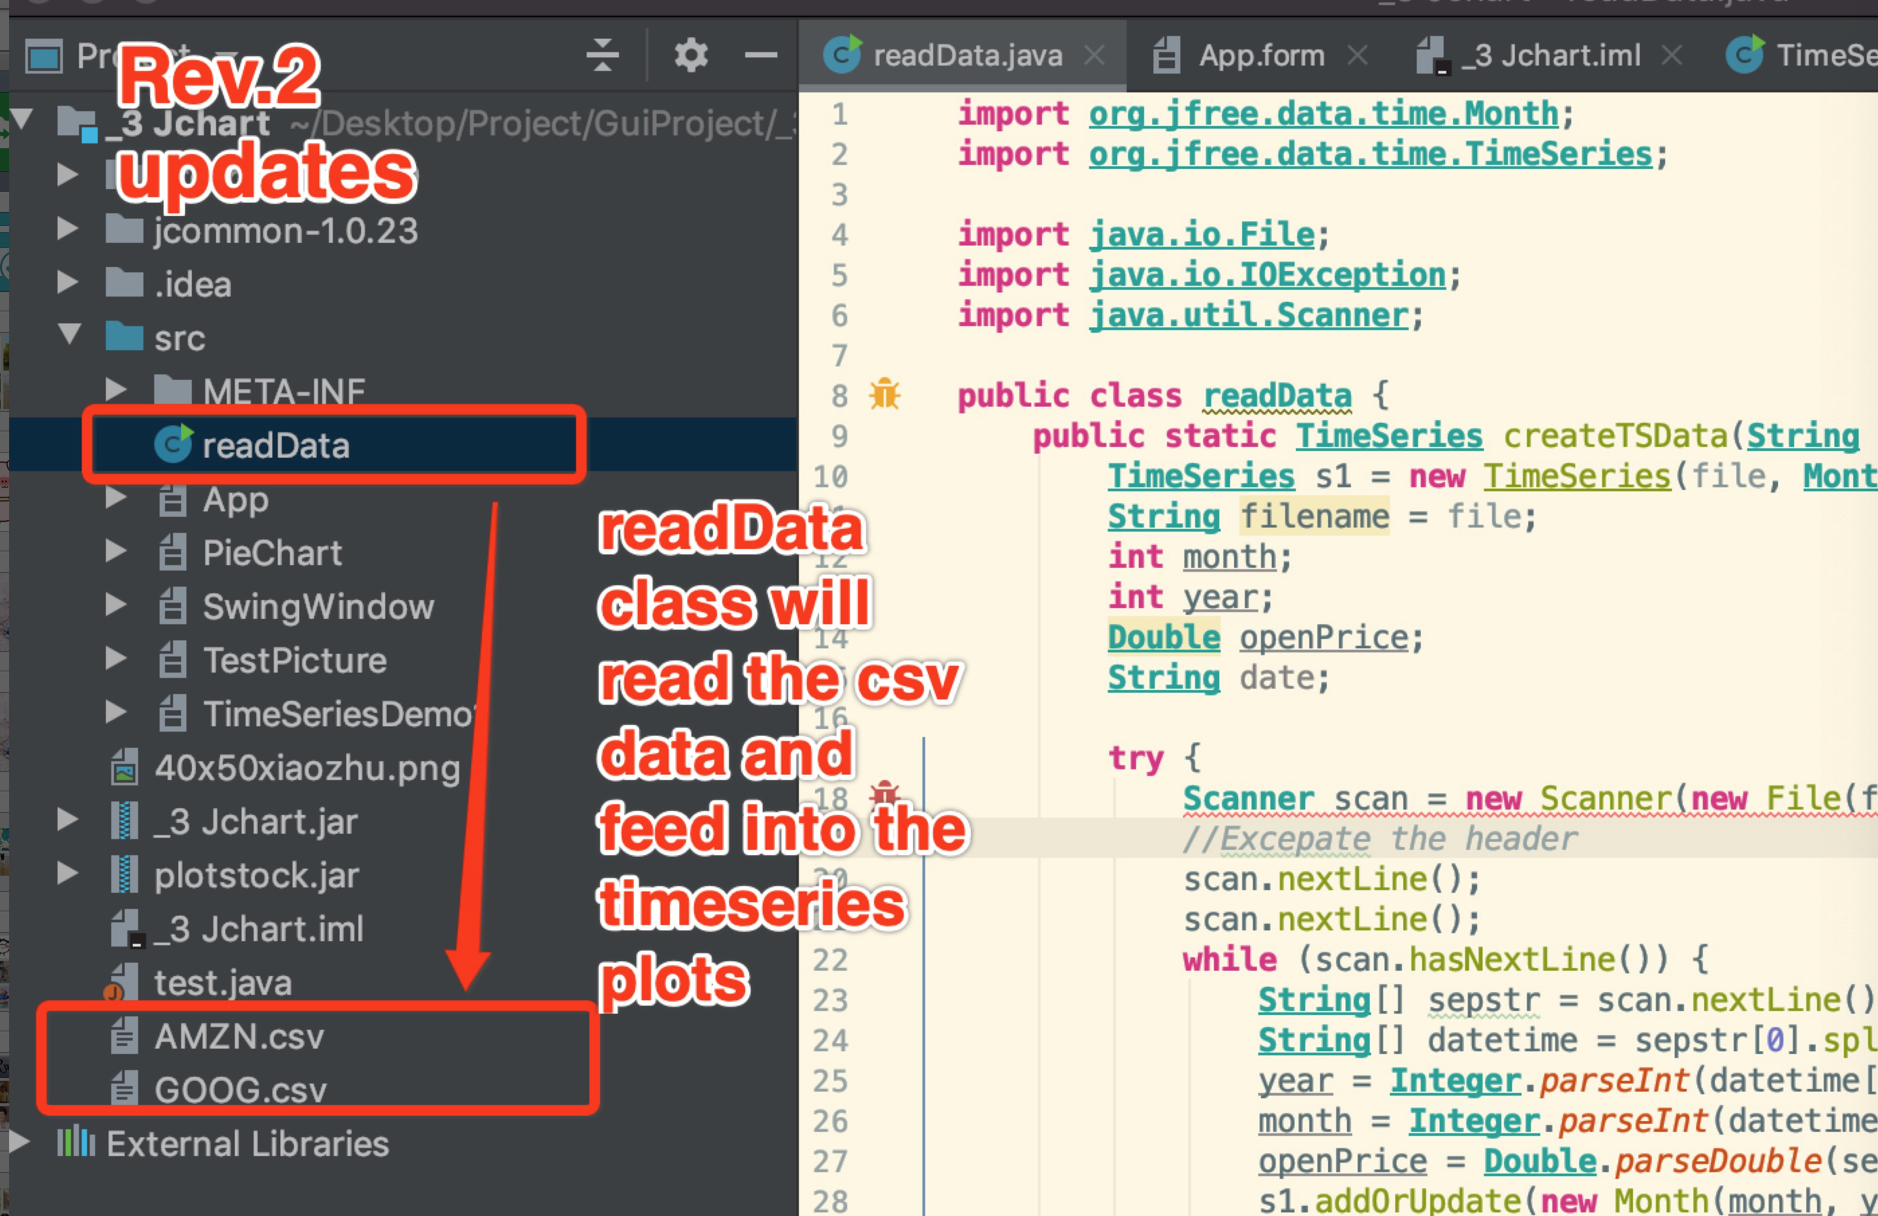 Rev.2
updates
_3 Jchart ~/Desktop/Project/GuiProject/_3
jcommon-1.0.23
.idea
src
META-INF
readData
App
PieChart
SwingWindow
TestPicture
TimeSeriesDemo
40x50xiaozhu.png
_3 Jchart.jar
plotstock.jar
_3 Jchart.iml
test.java
AMZN.csv
GOOG.csv
External Libraries
readData
class will
read the csv
data and
feed into the
timeseries
plots
readData.java App.form _3 Jchart.iml TimeSe
1 import org.jfree.data.time.Month;
2 import org.jfree.data.time.TimeSeries;
3
4 import java.io.File;
5 import java.io.IOException;
6 import java.util.Scanner;
7
8 public class readData {
9 public static TimeSeries createTSData(String
10 TimeSeries s1 = new TimeSeries(file, Mont
String filename = file;
12 int month;
int year;
14 Double openPrice;
String date;
16
try {
18 Scanner scan = new Scanner(new File(f
//Excepate the header
20 scan.nextLine();
scan.nextLine();
22 while (scan.hasNextLine()) {
23 String[] sepstr = scan.nextLine()
24 String[] datetime = sepstr[0].spl
25 year = Integer.parseInt(datetime[
26 month = Integer.parseInt(datetime
27 openPrice = Double.parseDouble(se
28 s1.addOrUpdate(new Month(month, y